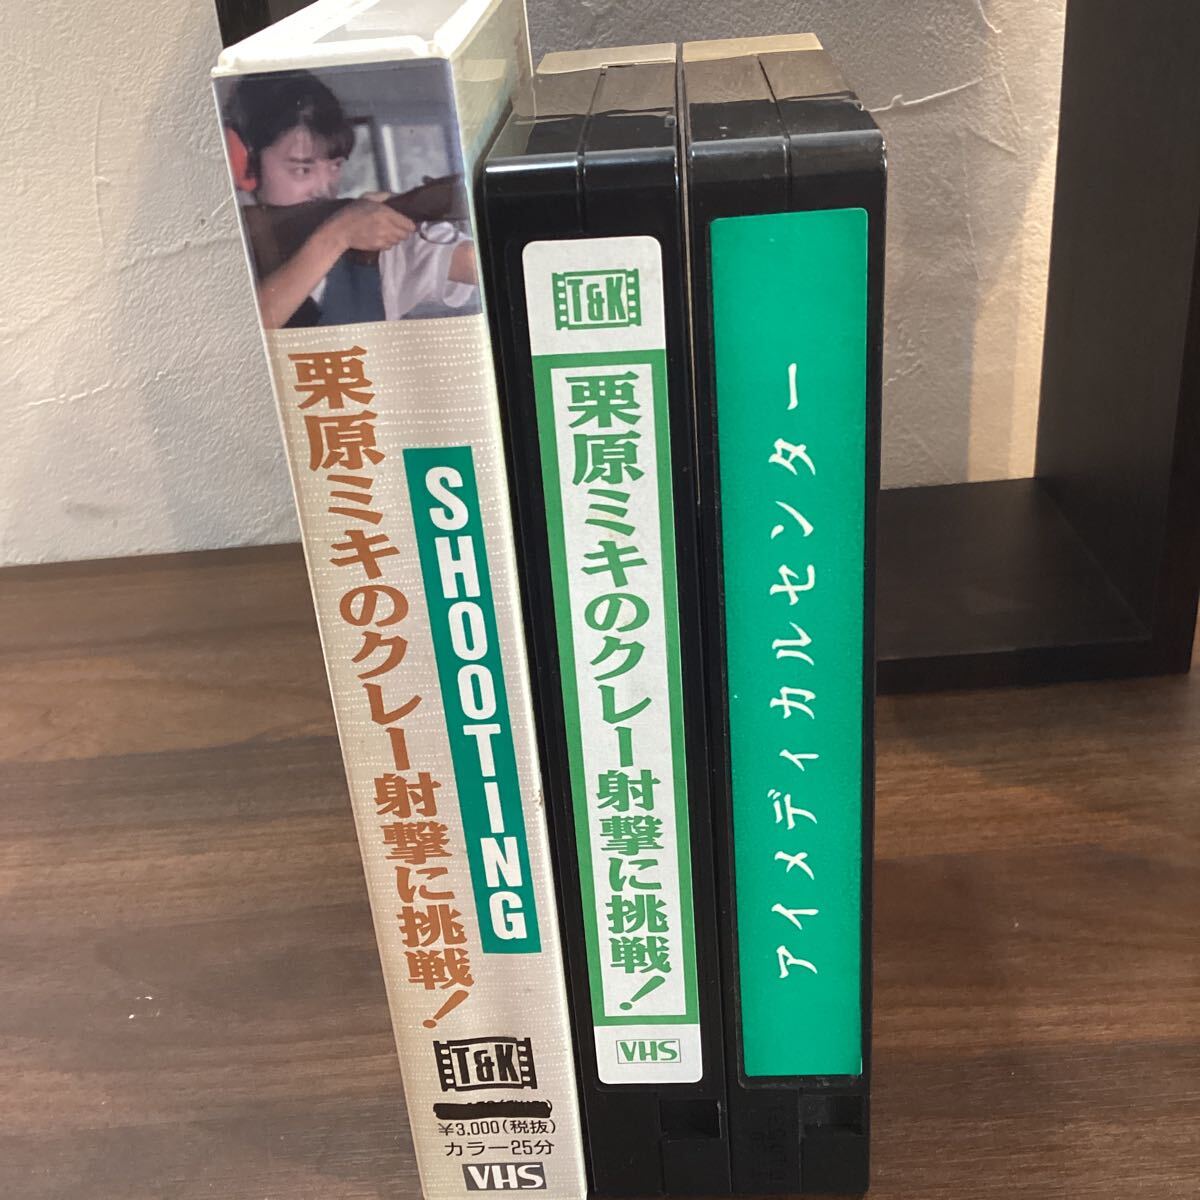 栗原ミキのクレー射撃に挑戦!
SHOOTING
T&K
¥3,000(税抜)
カラー25分
VHS
T&K
栗原ミキのクレー射撃に挑戦!
VHS
アイメディカルセンター